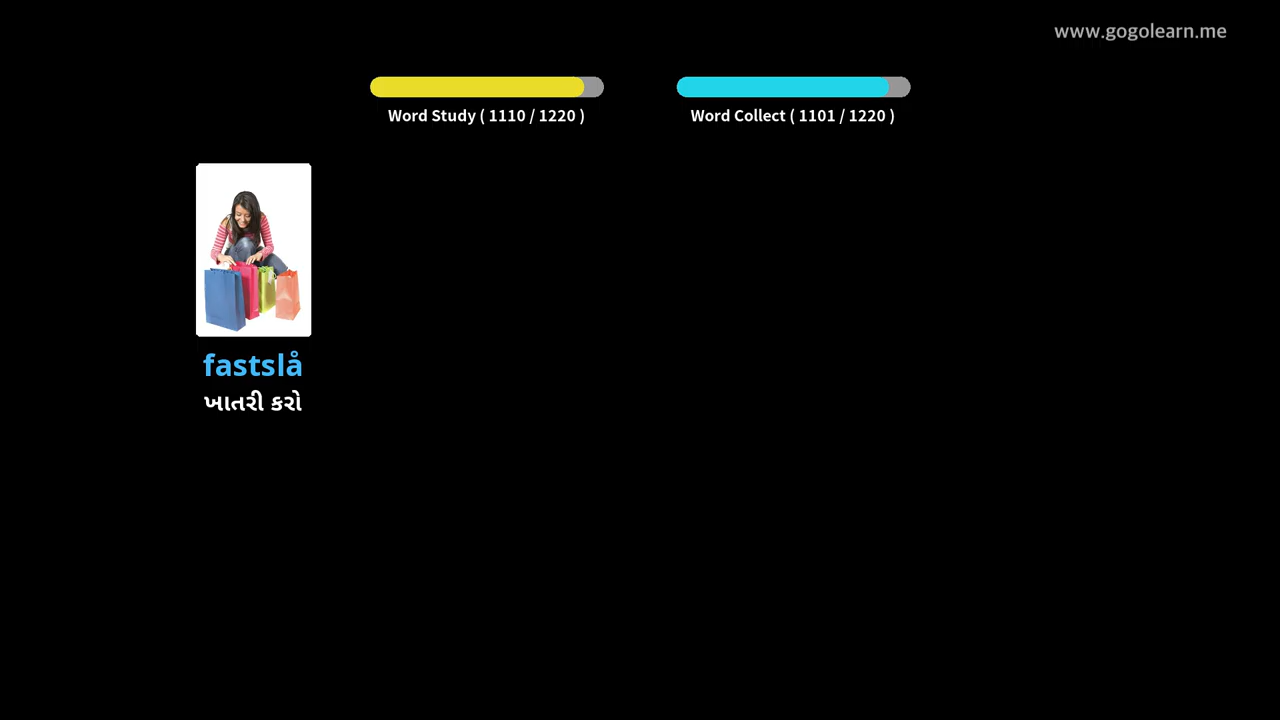 www.gogolearn.me
Word Study ( 1110 / 1220 )
Word Collect ( 1101 / 1220 )
fastslå
ખાતરી કરો